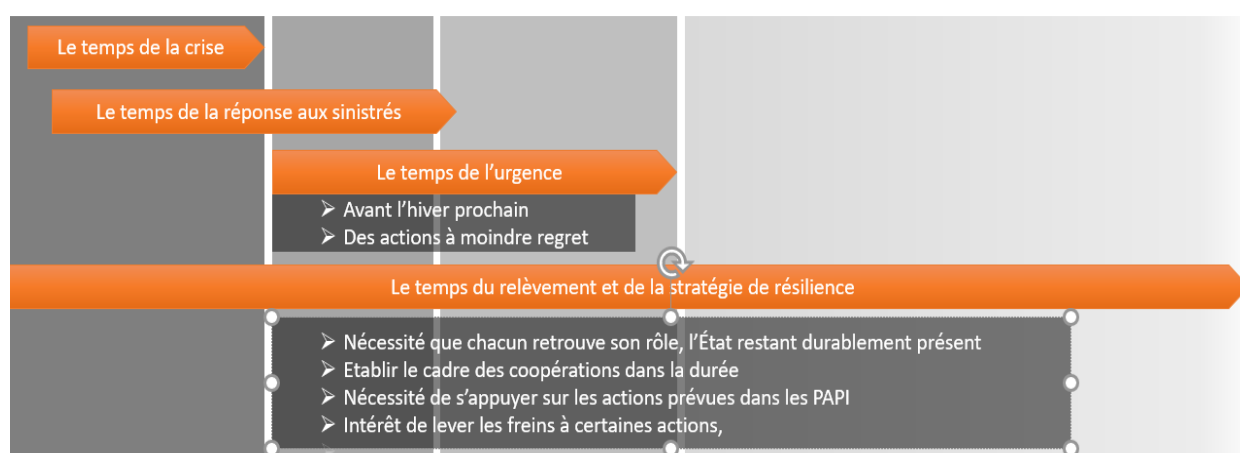 Le temps de la crise
Le temps de la réponse aux sinistrés
Le temps de l’urgence
➢ Avant l’hiver prochain
➢ Des actions à moindre regret
Le temps du relèvement et de la stratégie de résilience
➢ Nécessité que chacun retrouve son rôle, l’État restant durablement présent
➢ Etablir le cadre des coopérations dans la durée
➢ Nécessité de s’appuyer sur les actions prévues dans les PAPI
➢ Intérêt de lever les freins à certaines actions,